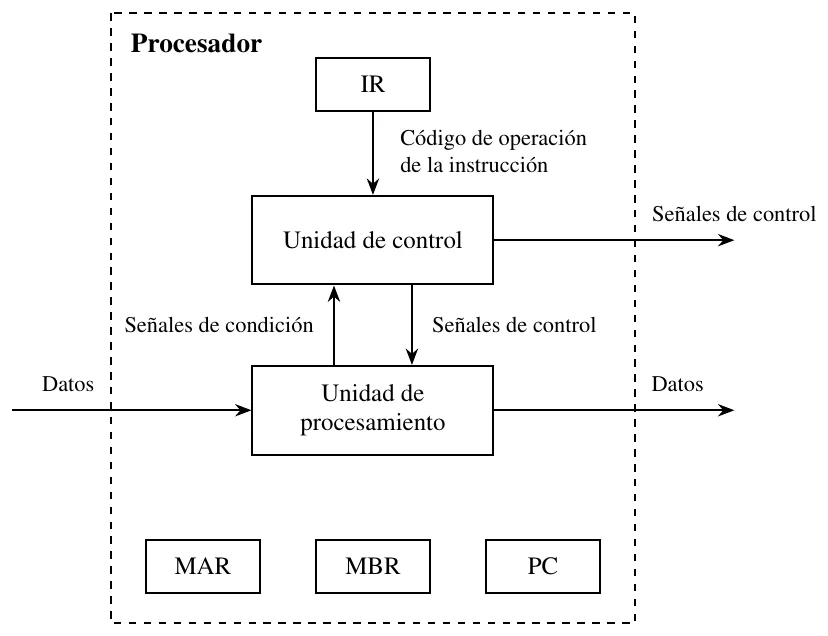 Procesador
IR
Código de operación
de la instrucción
Señales de control
Unidad de control
Señales de condición
Señales de control
Datos
Unidad de
procesamiento
Datos
MAR
MBR
PC